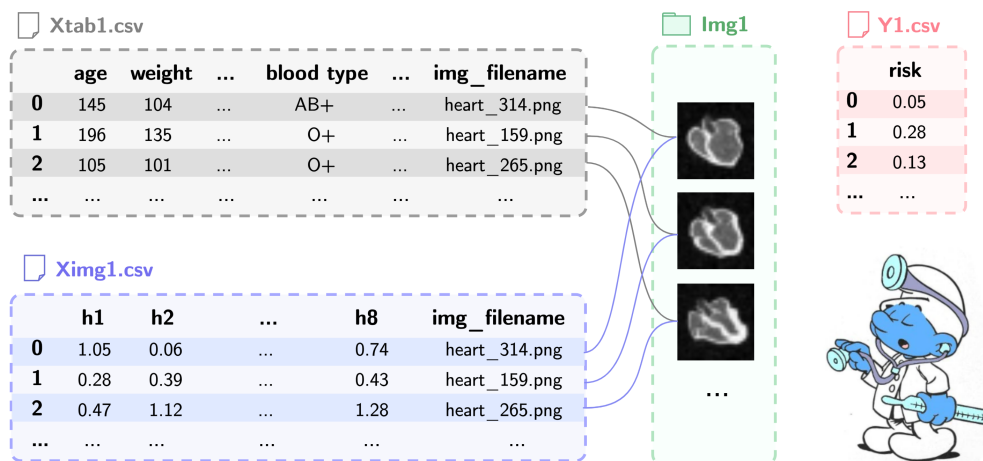 Xtab1.csv
age weight ... blood type ... img_filename
0 145 104 ... AB+ ... heart_314.png
1 196 135 ... O+ ... heart_159.png
2 105 101 ... O+ ... heart_265.png
... ... ... ... ... ... ...
Ximg1.csv
h1 h2 ... h8 img_filename
0 1.05 0.06 ... 0.74 heart_314.png
1 0.28 0.39 ... 0.43 heart_159.png
2 0.47 1.12 ... 1.28 heart_265.png
... ... ... ... ... ...
Img1
...
Y1.csv
risk
0 0.05
1 0.28
2 0.13
... ...